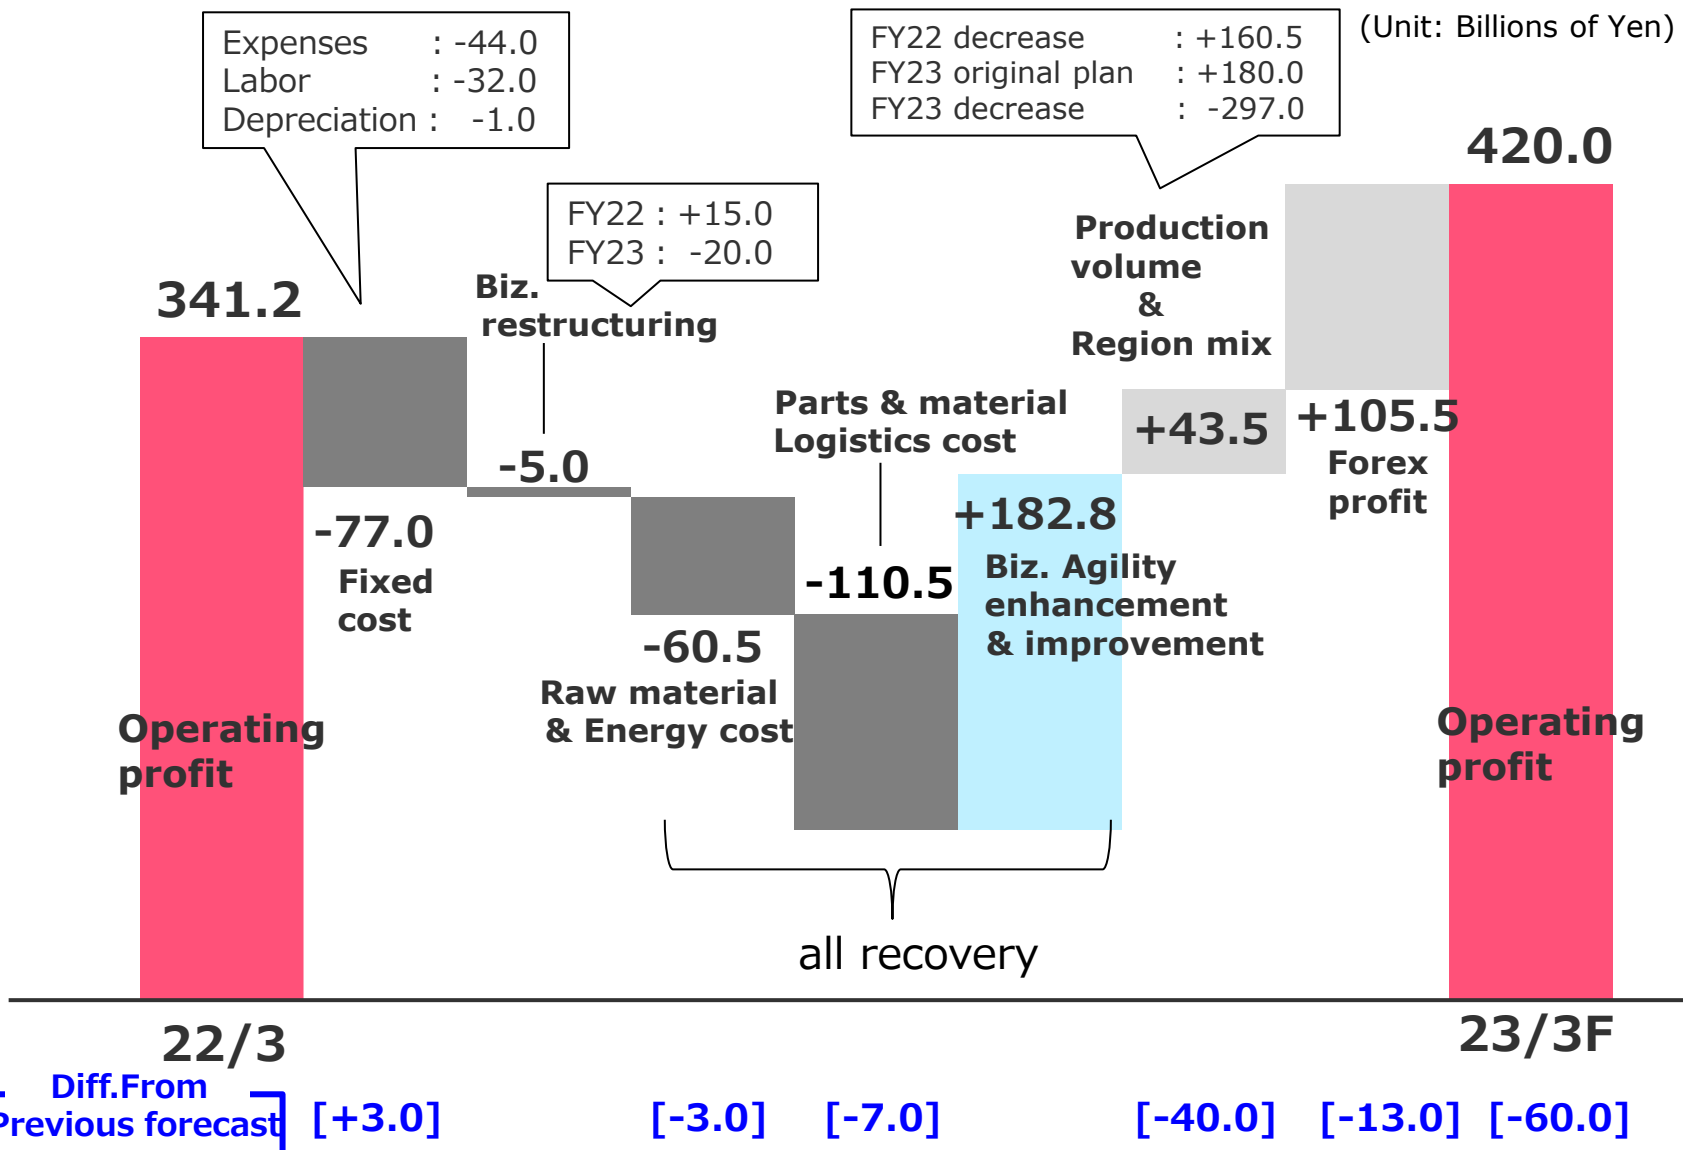 (Unit: Billions of Yen)
Expenses : -44.0
Labor : -32.0
Depreciation : -1.0
FY22 decrease : +160.5
FY23 original plan : +180.0
FY23 decrease : -297.0
FY22 : +15.0
FY23 : -20.0
341.2
Operating
profit
-77.0
Fixed
cost
Biz.
restructuring
-5.0
-60.5
Raw material
& Energy cost
Parts & material
Logistics cost
-110.5
+182.8
Biz. Agility
enhancement
& improvement
Production
volume
&
Region mix
+43.5
+105.5
Forex
profit
420.0
Operating
profit
all recovery
22/3
23/3F
Diff.From
Previous forecast
[+3.0]
[-3.0]
[-7.0]
[-40.0]
[-13.0]
[-60.0]